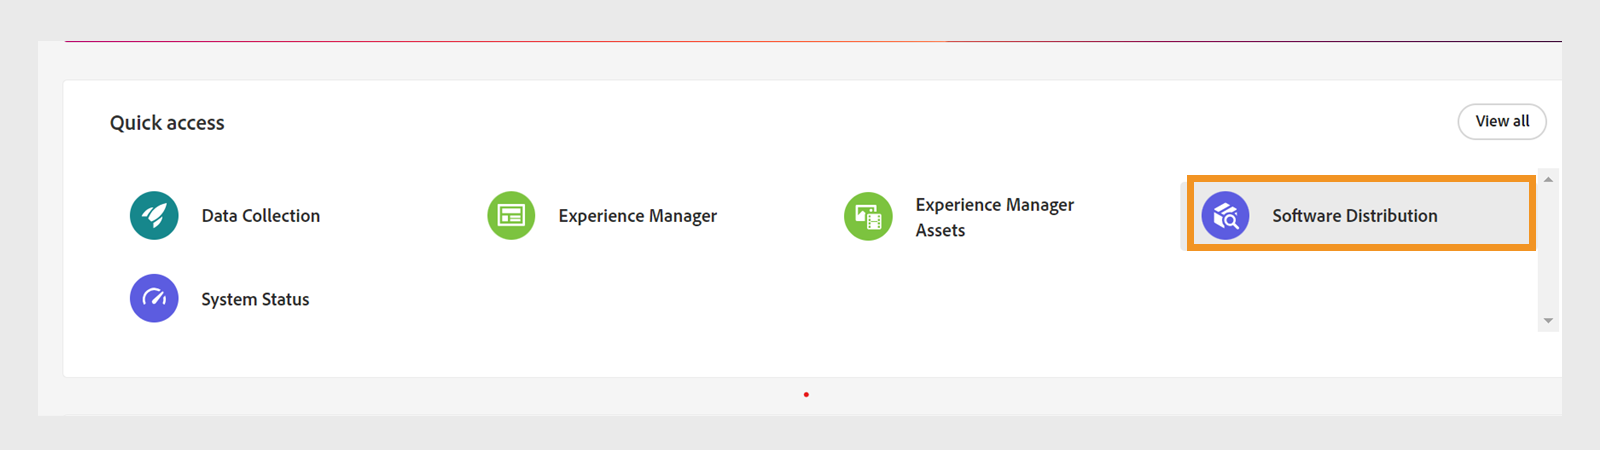 Quick access
View all
Data Collection
Experience Manager
Experience Manager
Assets
Software Distribution
System Status